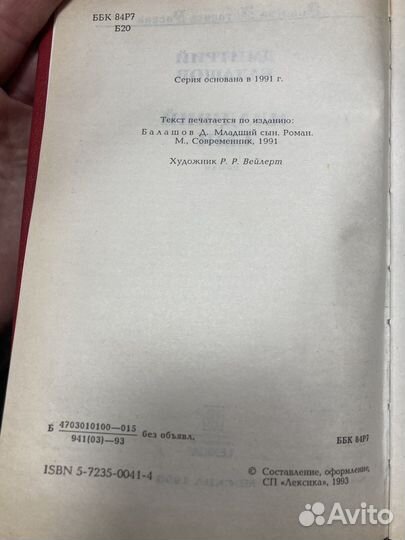 ББК 84Р7
Б20
Серия основана в 1991 г.
Текст печатается по изданию:
Балашов Д. Младший сын. Роман.
М., Современник, 1991
Художник Р. Р. Вейлерт
Б 4703010100—015 без объявл.
941(03)—93
ББК 84Р7
ISBN 5-7235-0041-4
© Составление, оформление,
СП «Лексика», 1993
Avito